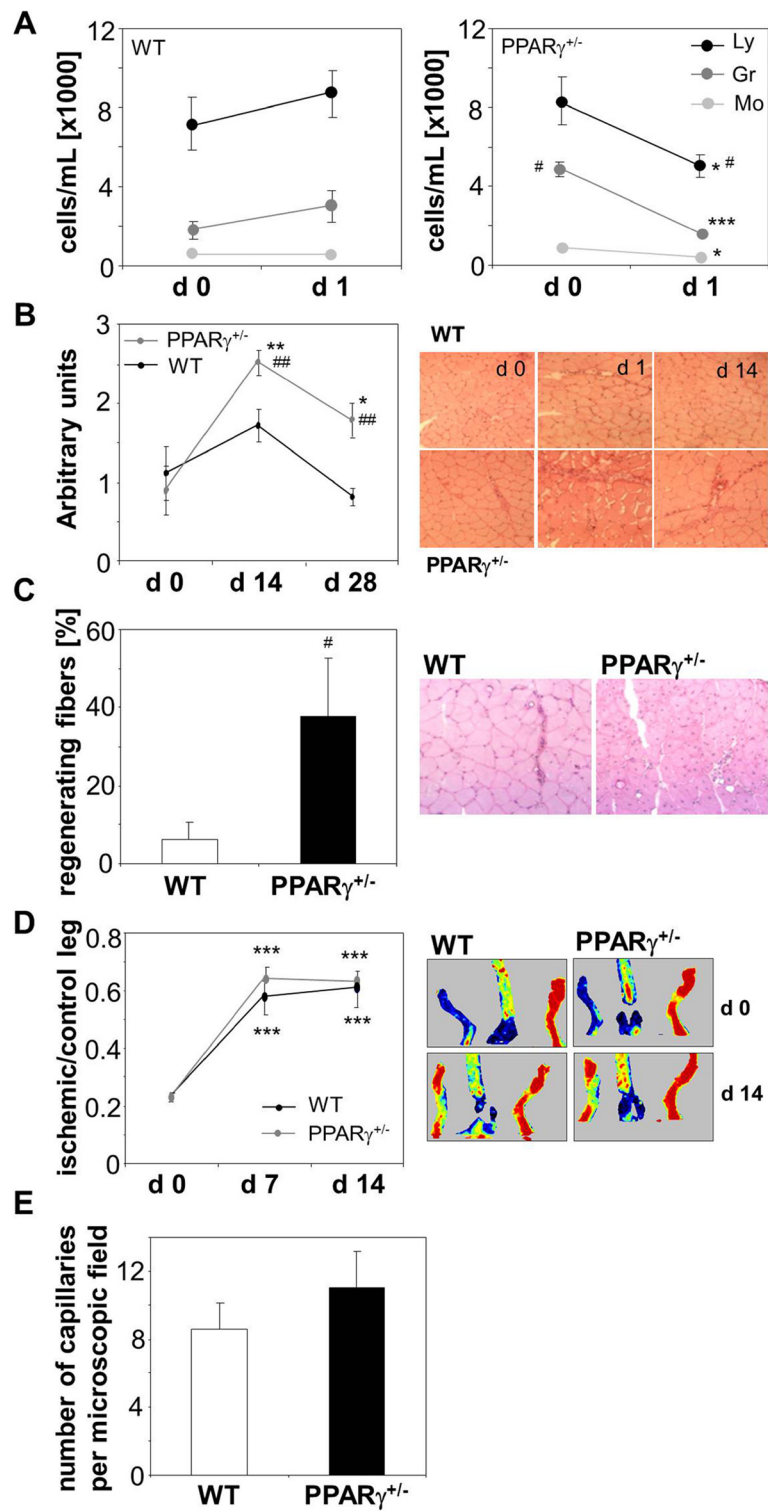 A
cells/mL [x1000]
12
8
4
0
WT
d 0
d 1
cells/mL [x1000]
12
8
4
0
PPARγ+/-
Ly
Gr
Mo
#
* #
***
*
d 0
d 1
B
Arbitrary units
3
2
1
0
PPARγ+/-
WT
**
##
*
##
d 0
d 14
d 28
WT
d 0
d 1
d 14
PPARγ+/-
C
regenerating fibers [%]
60
40
20
0
#
WT
PPARγ+/-
WT
PPARγ+/-
D
ischemic/control leg
0.8
0.6
0.4
0.2
0
***
***
***
***
WT
PPARγ+/-
d 0
d 7
d 14
WT
PPARγ+/-
d 0
d 14
E
number of capillaries
per microscopic field
12
8
4
0
WT
PPARγ+/-